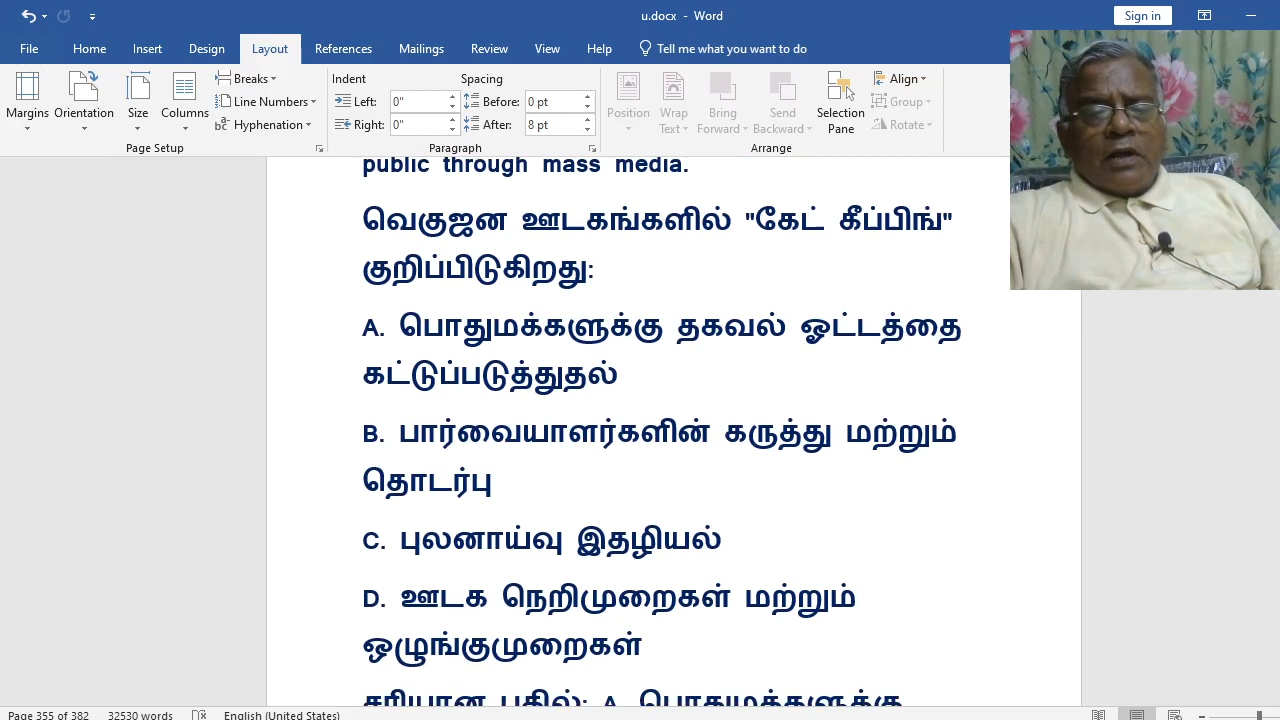 u.docx - Word
Sign in
File Home Insert Design Layout References Mailings Review View Help Tell me what you want to do
Margins Orientation Size Columns
Breaks
Line Numbers
Hyphenation
Page Setup
Indent Spacing
Left: 0" Before: 0 pt
Right: 0" After: 8 pt
Paragraph
Position Wrap Text Bring Forward Send Backward Selection Pane
Align
Group
Rotate
Arrange
public through mass media.
வெகுஜன ஊடகங்களில் "கேட் கீப்பிங்"
குறிப்பிடுகிறது:
A. பொதுமக்களுக்கு தகவல் ஓட்டத்தை
கட்டுப்படுத்துதல்
B. பார்வையாளர்களின் கருத்து மற்றும்
தொடர்பு
C. புலனாய்வு இதழியல்
D. ஊடக நெறிமுறைகள் மற்றும்
ஒழுங்குமுறைகள்
சரியான பதில்: A. பொதுமக்களுக்கு
Page 355 of 382 32530 words English (United States)